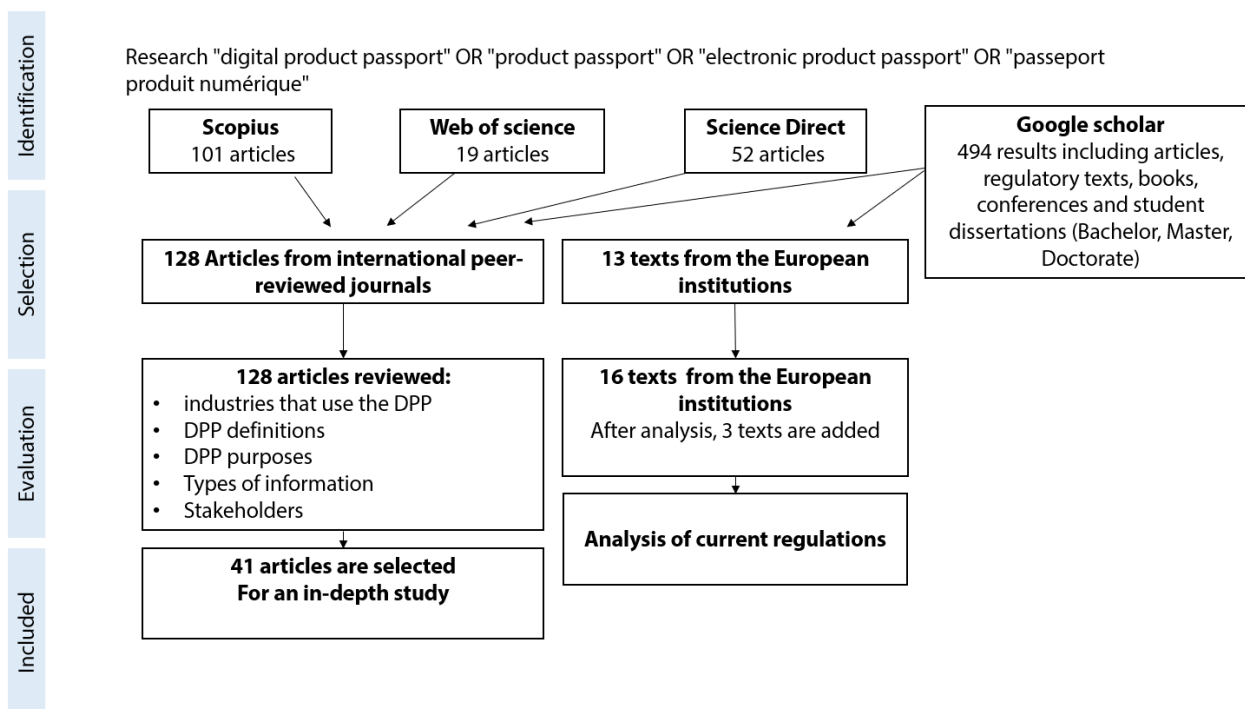 Identification
Research "digital product passport" OR "product passport" OR "electronic product passport" OR "passeport
produit numérique"
Scopius
101 articles
Web of science
19 articles
Science Direct
52 articles
Google scholar
494 results including articles,
regulatory texts, books,
conferences and student
dissertations (Bachelor, Master,
Doctorate)
Selection
128 Articles from international peer-
reviewed journals
13 texts from the European
institutions
Evaluation
128 articles reviewed:
• industries that use the DPP
• DPP definitions
• DPP purposes
• Types of information
• Stakeholders
16 texts from the European
institutions
After analysis, 3 texts are added
Analysis of current regulations
Included
41 articles are selected
For an in-depth study